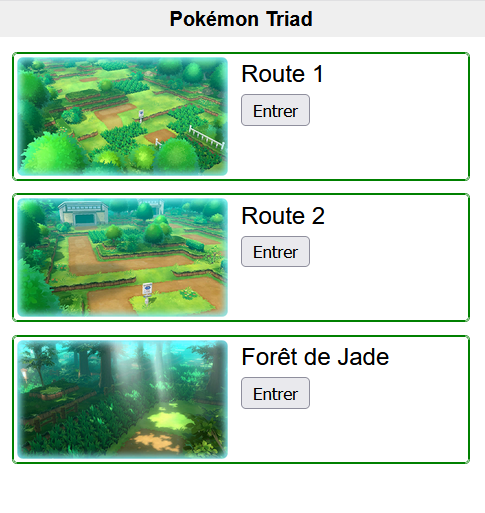 Pokémon Triad
Route 1
Entrer
Route 2
Entrer
Forêt de Jade
Entrer